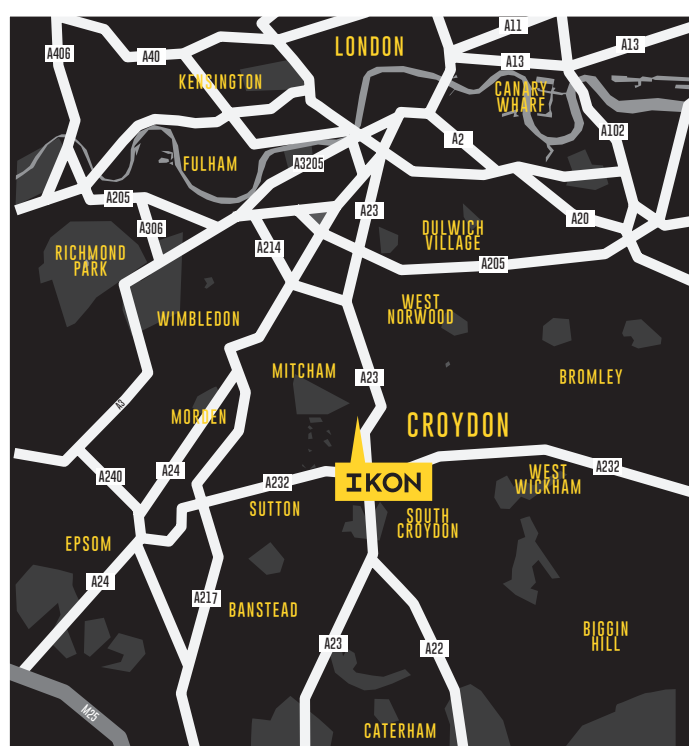 A11
LONDON
A13
A406
A40
A13
KENSINGTON
CANARY
WHARF
A102
A2
FULHAM
A3205
A205
A23
A20
A306
DULWICH
VILLAGE
A214
RICHMOND
PARK
A205
WEST
NORWOOD
WIMBLEDON
MITCHAM
A23
BROMLEY
A3
MORDEN
CROYDON
A240
A24
A232
A232
WEST
WICKHAM
IKON
SUTTON
SOUTH
CROYDON
EPSOM
A24
A217
BANSTEAD
BIGGIN
HILL
A23
A22
M25
CATERHAM